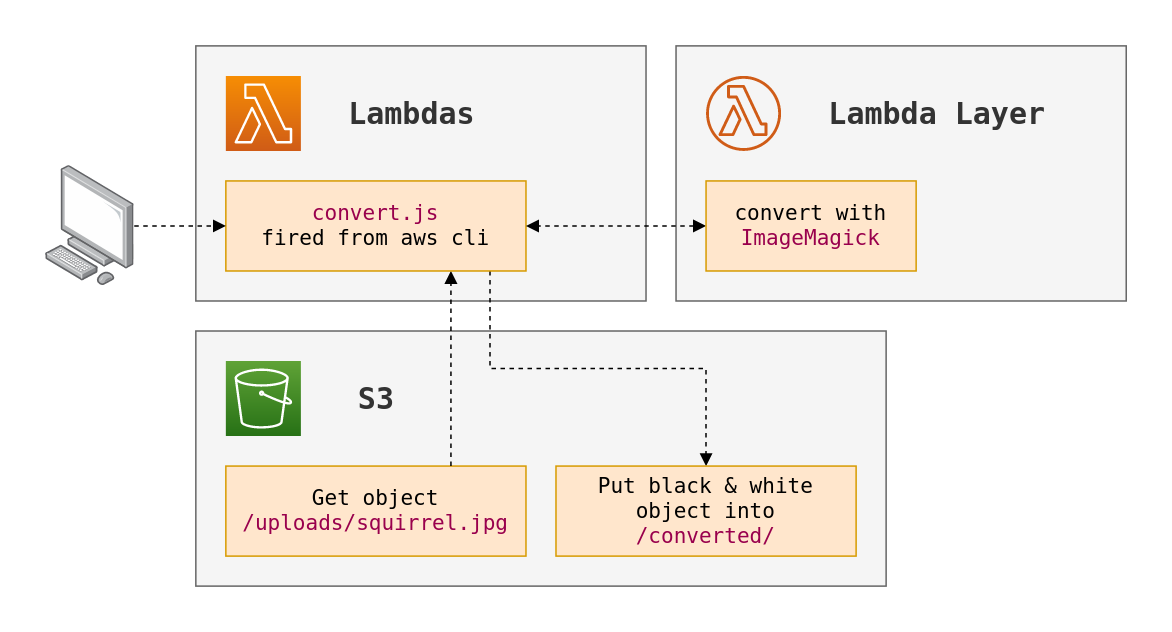 Lambdas
convert.js
fired from aws cli
Lambda Layer
convert with
ImageMagick
S3
Get object
/uploads/squirrel.jpg
Put black & white
object into
/converted/